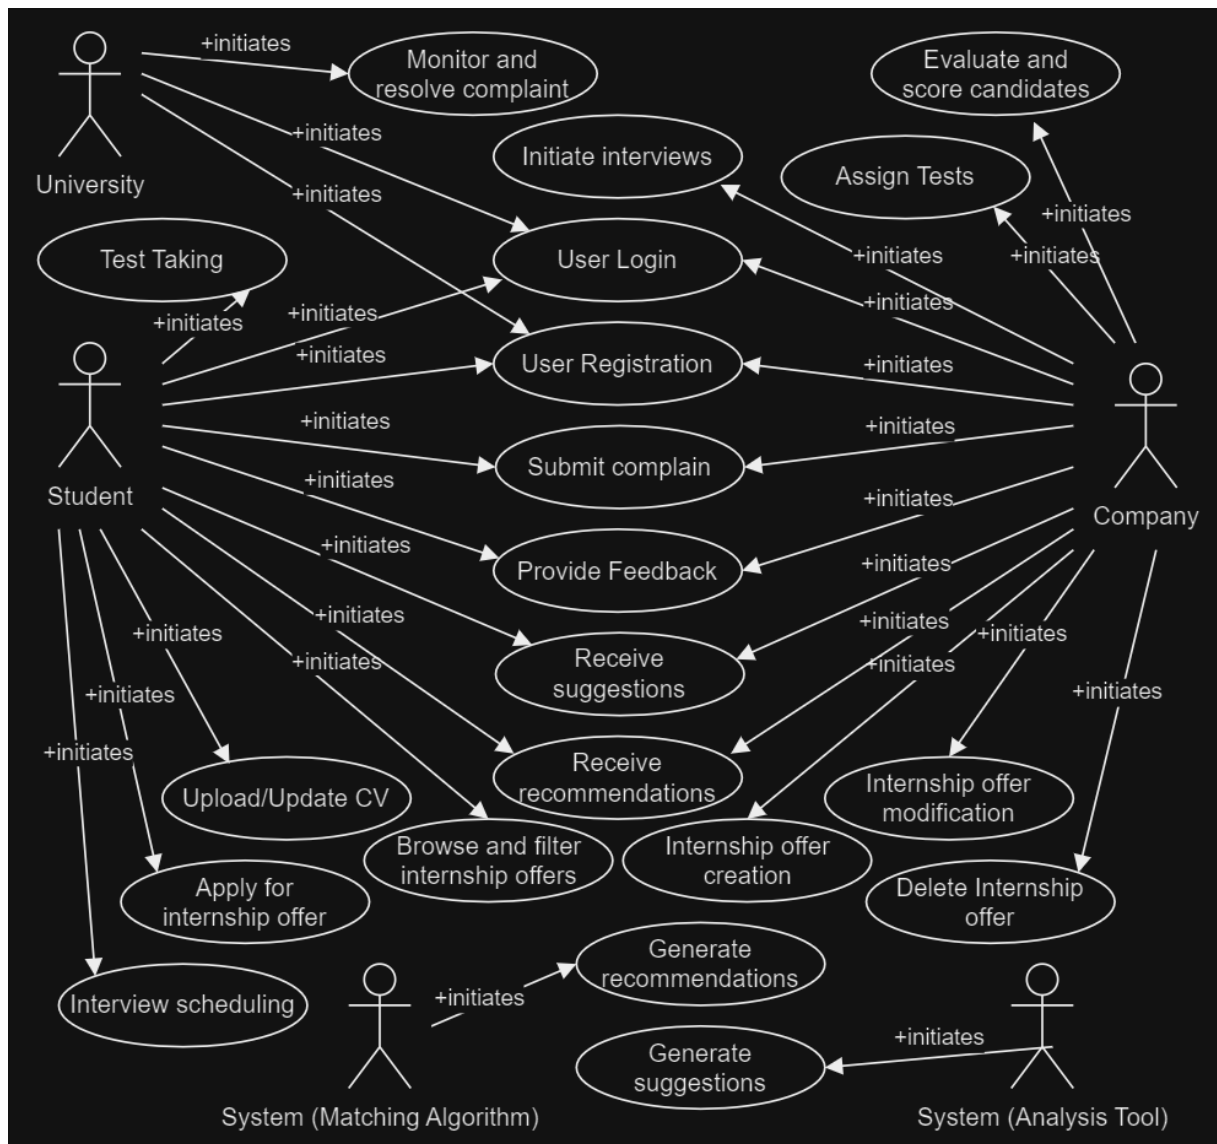 +initiates
Monitor and
resolve complaint
Evaluate and
score candidates
University
+initiates
Initiate interviews
Assign Tests
+initiates
+initiates
Test Taking
User Login
+initiates
+initiates
+initiates
+initiates
+initiates
+initiates
Student
User Registration
+initiates
+initiates
Submit complain
+initiates
Company
+initiates
+initiates
Provide Feedback
+initiates
+initiates
+initiates
Receive
suggestions
+initiates
+initiates
+initiates
+initiates
+initiates
+initiates
+initiates
+initiates
+initiates
Upload/Update CV
Receive
recommendations
Internship offer
modification
Browse and filter
internship offers
Internship offer
creation
Apply for
internship offer
Delete Internship
offer
Interview scheduling
+initiates
Generate
recommendations
Generate
suggestions
+initiates
System (Matching Algorithm)
System (Analysis Tool)